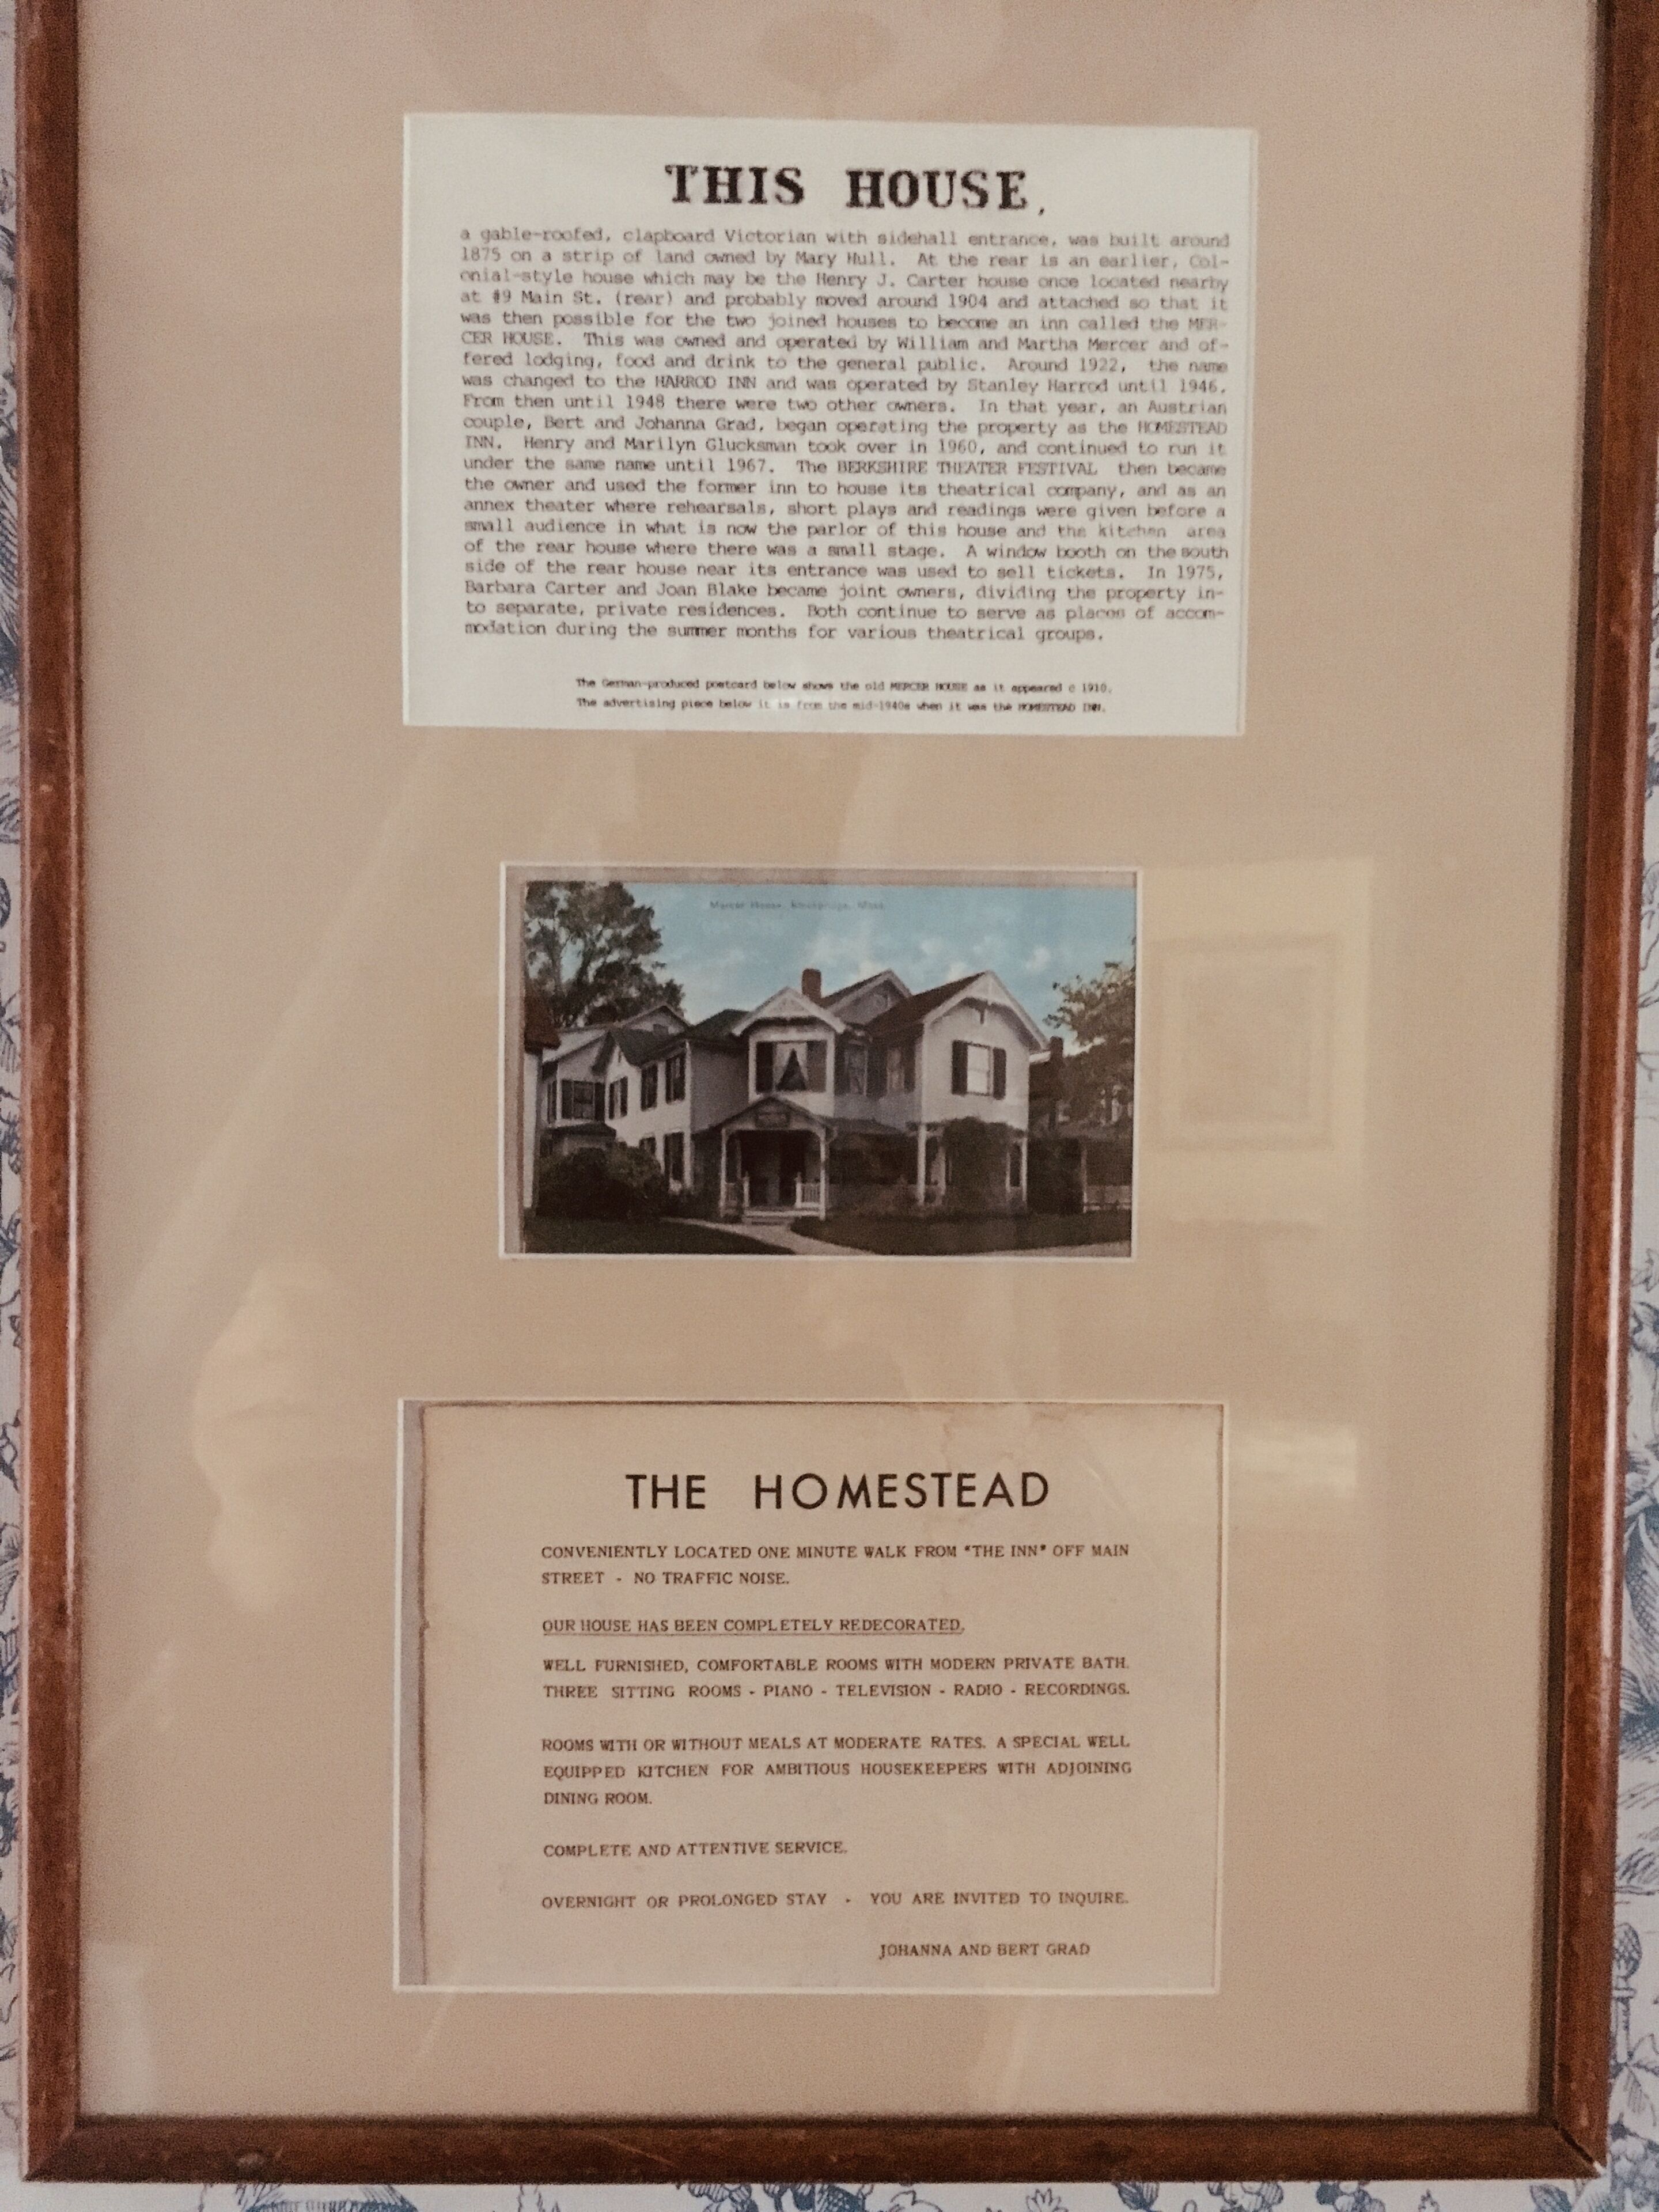 THIS HOUSE,
a gable-roofed, clapboard Victorian with sidehall entrance, was built around
1875 on a strip of land owned by Mary Hull. At the rear is an earlier, Col-
onial-style house which may be the Henry J. Carter house once located nearby
at #9 Main St. (rear) and probably moved around 1904 and attached so that it
was then possible for the two joined houses to become an inn called the MER-
CER HOUSE. This was owned and operated by William and Martha Mercer and of-
fered lodging, food and drink to the general public. Around 1922, the name
was changed to the HARROD INN and was operated by Stanley Harrod until 1946.
From then until 1948 there were two other owners. In that year, an Austrian
couple, Bert and Johanna Grad, began operating the property as the HOMESTEAD
INN. Henry and Marilyn Glucksman took over in 1960, and continued to run it
under the same name until 1967. The BERKSHIRE THEATER FESTIVAL then became
the owner and used the former inn to house its theatrical company, and as an
annex theater where rehearsals, short plays and readings were given before a
small audience in what is now the parlor of this house and the kitchen area
of the rear house where there was a small stage. A window booth on the south
side of the rear house near its entrance was used to sell tickets. In 1975,
Barbara Carter and Joan Blake became joint owners, dividing the property in-
to separate, private residences. Both continue to serve as places of accom-
modation during the summer months for various theatrical groups.
The German-produced postcard below shows the old MERCER HOUSE as it appeared c 1910.
The advertising piece below it is from the mid-1940s when it was the HOMESTEAD INN.
Mercer House, Stockbridge, Mass.
THE HOMESTEAD
CONVENIENTLY LOCATED ONE MINUTE WALK FROM "THE INN" OFF MAIN
STREET - NO TRAFFIC NOISE.
OUR HOUSE HAS BEEN COMPLETELY REDECORATED.
WELL FURNISHED, COMFORTABLE ROOMS WITH MODERN PRIVATE BATH.
THREE SITTING ROOMS - PIANO - TELEVISION - RADIO - RECORDINGS.
ROOMS WITH OR WITHOUT MEALS AT MODERATE RATES. A SPECIAL WELL
EQUIPPED KITCHEN FOR AMBITIOUS HOUSEKEEPERS WITH ADJOINING
DINING ROOM.
COMPLETE AND ATTENTIVE SERVICE.
OVERNIGHT OR PROLONGED STAY - YOU ARE INVITED TO INQUIRE.
JOHANNA AND BERT GRAD